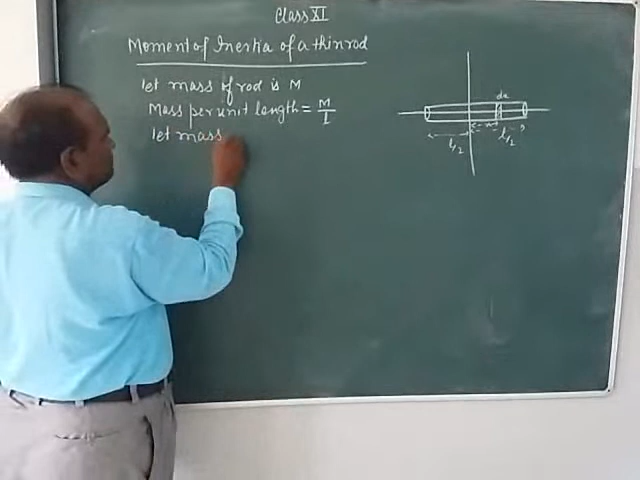 Class XI
Moment of Inertia of a thin rod
let mass of rod is M
Mass per unit length = M/l
let mass
dx
x
l/2
l/2